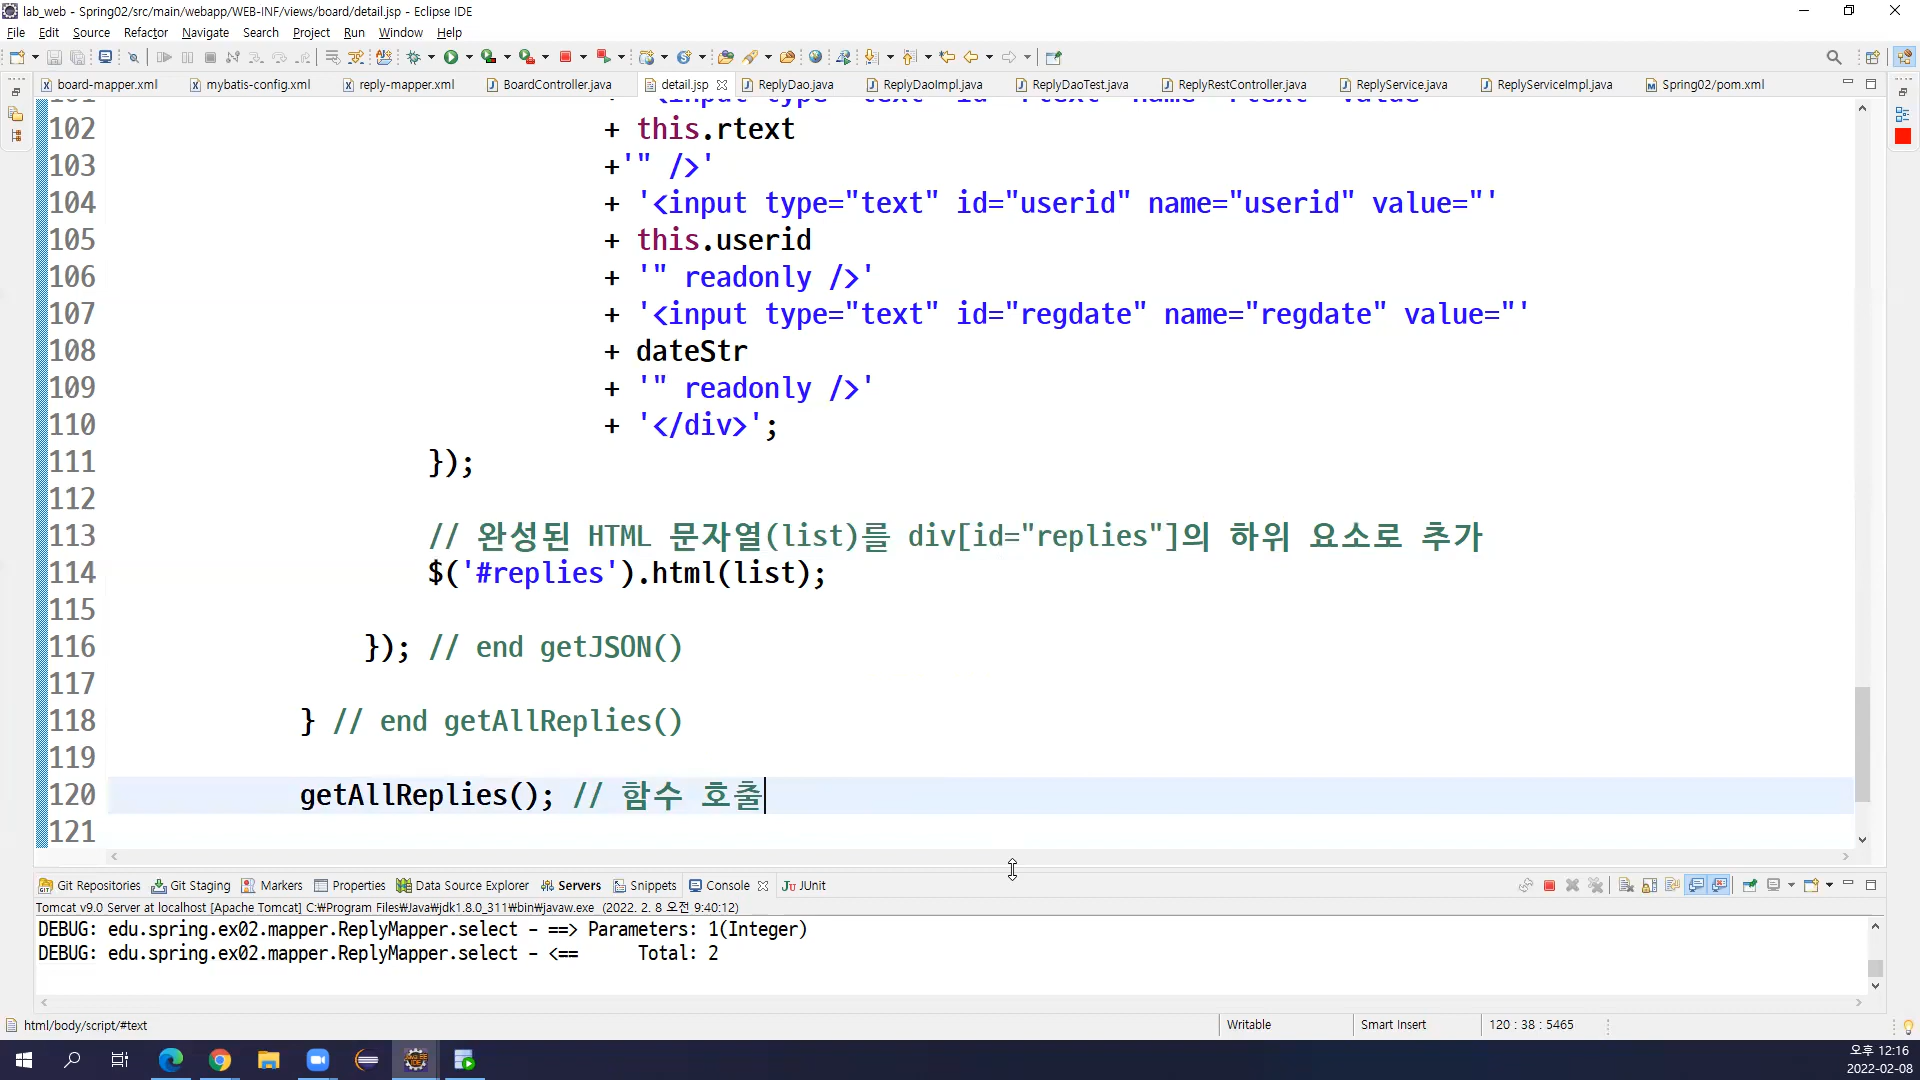 lab_web - Spring02/src/main/webapp/WEB-INF/views/board/detail.jsp - Eclipse IDE
File Edit Source Refactor Navigate Search Project Run Window Help
board-mapper.xml mybatis-config.xml reply-mapper.xml BoardController.java detail.jsp ReplyDao.java ReplyDaoImpl.java ReplyDaoTest.java ReplyRestController.java ReplyService.java ReplyServiceImpl.java Spring02/pom.xml
102 + this.rtext
103 +'" />'
104 + '<input type="text" id="userid" name="userid" value="'
105 + this.userid
106 + '" readonly />'
107 + '<input type="text" id="regdate" name="regdate" value="'
108 + dateStr
109 + '" readonly />'
110 + '</div>';
111 });
112
113 // 완성된 HTML 문자열(list)를 div[id="replies"]의 하위 요소로 추가
114 $('#replies').html(list);
115
116 }); // end getJSON()
117
118 } // end getAllReplies()
119
120 getAllReplies(); // 함수 호출
121
Git Repositories Git Staging Markers Properties Data Source Explorer Servers Snippets Console JUnit
Tomcat v9.0 Server at localhost [Apache Tomcat] C:₩Program Files₩Java₩jdk1.8.0_311₩bin₩javaw.exe (2022. 2. 8 오전 9:40:12)
DEBUG: edu.spring.ex02.mapper.ReplyMapper.select - ==> Parameters: 1(Integer)
DEBUG: edu.spring.ex02.mapper.ReplyMapper.select - <== Total: 2
html/body/script/#text Writable Smart Insert 120 : 38 : 5465
오후 12:16
2022-02-08